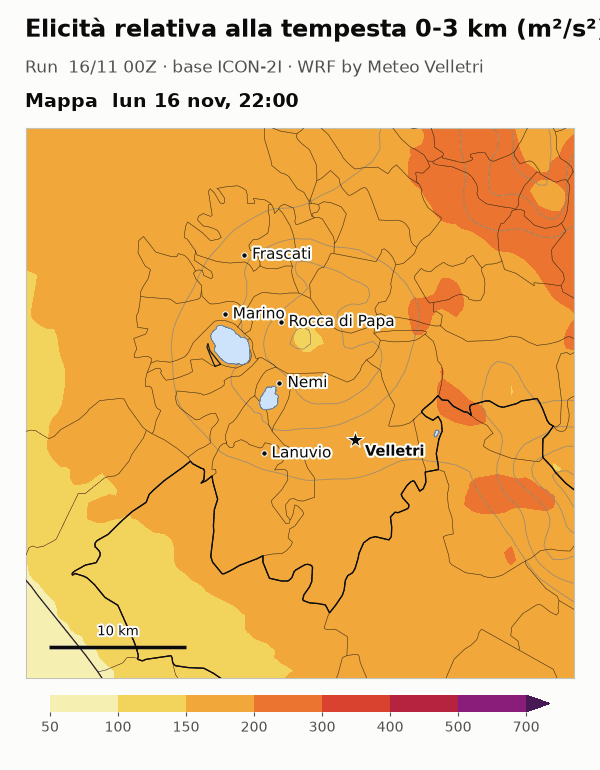 Elicità relativa alla tempesta 0-3 km (m²/s²)
Run  16/11 00Z · base ICON-2I · WRF by Meteo Velletri
Mappa  lun 16 nov, 22:00
Frascati
Marino
Rocca di Papa
Nemi
Velletri
Lanuvio
10 km
50 100 150 200 300 400 500 700